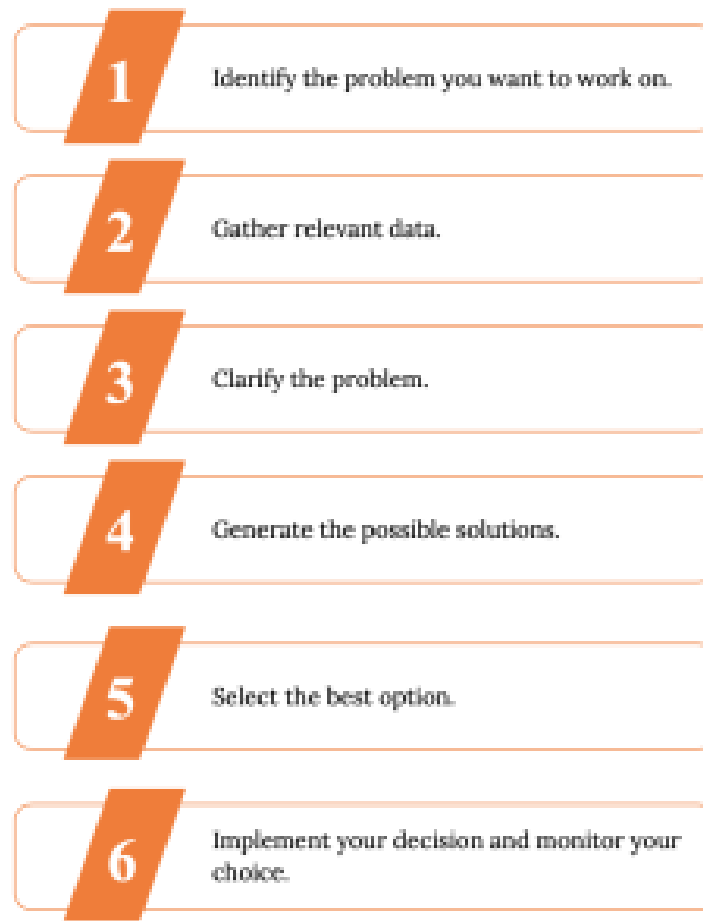 1
Identify the problem you want to work on.
2
Gather relevant data.
3
Clarify the problem.
4
Generate the possible solutions.
5
Select the best option.
6
Implement your decision and monitor your
choice.